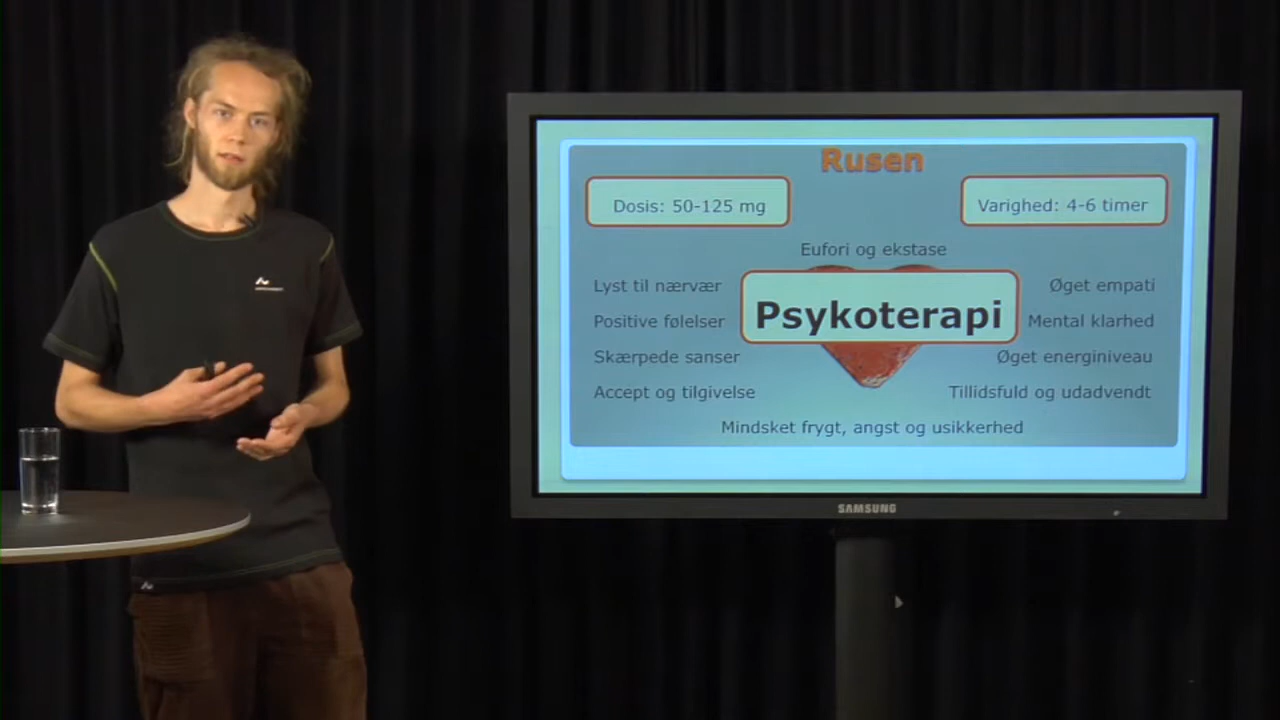 Rusen
Dosis: 50-125 mg
Varighed: 4-6 timer
Eufori og ekstase
Lyst til nærvær
Øget empati
Psykoterapi
Positive følelser
Mental klarhed
Skærpede sanser
Øget energiniveau
Accept og tilgivelse
Tillidsfuld og udadvendt
Mindsket frygt, angst og usikkerhed
SAMSUNG